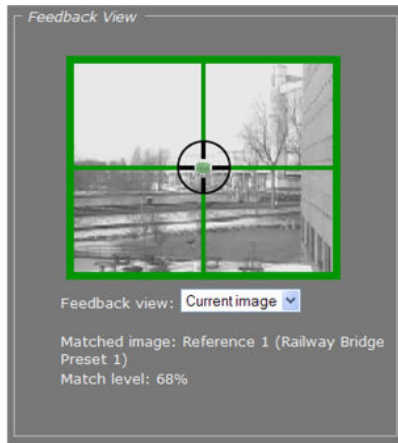 Feedback View
Feedback view: Current image
Matched image: Reference 1 (Railway Bridge
Preset 1)
Match level: 68%